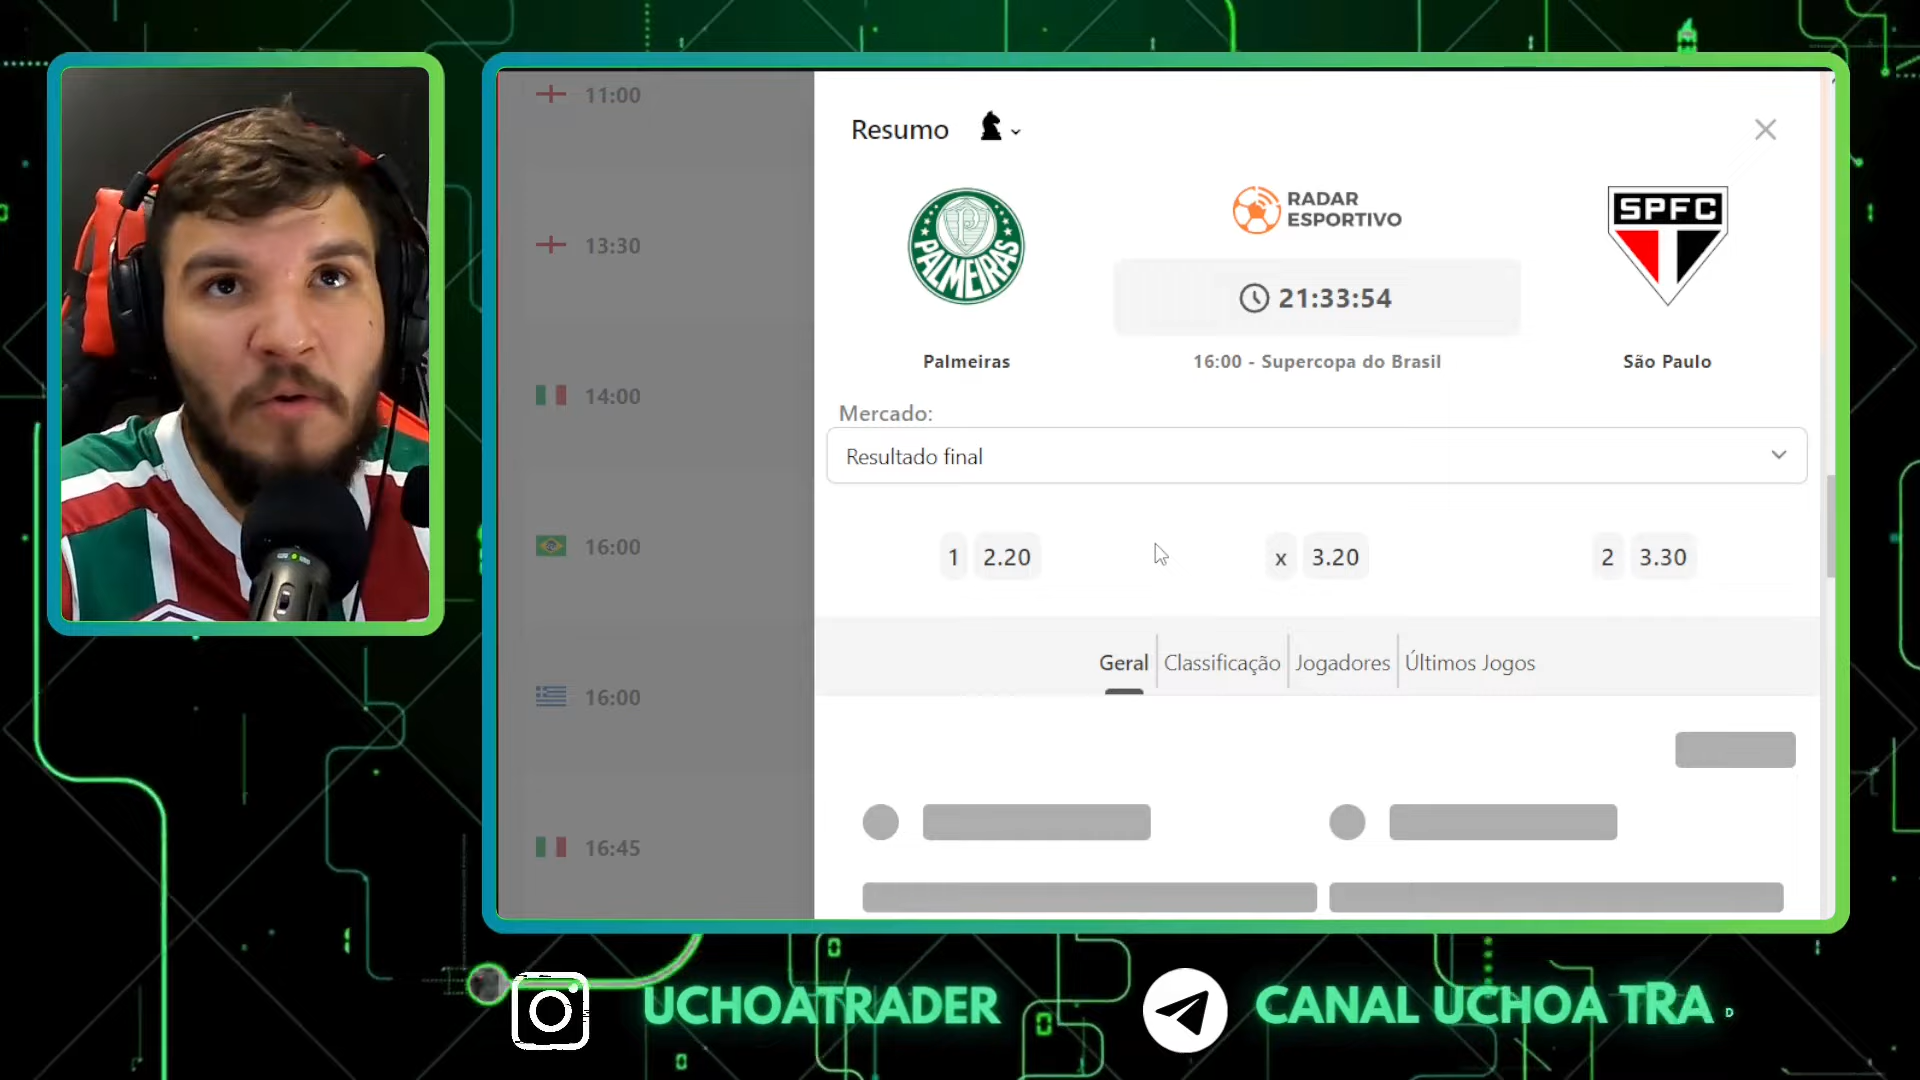 11:00
13:30
14:00
16:00
16:00
16:45
Resumo
PALMEIRAS
RADAR
ESPORTIVO
SPFC
21:33:54
Palmeiras
16:00 - Supercopa do Brasil
São Paulo
Mercado:
Resultado final
1 2.20
x 3.20
2 3.30
Geral
Classificação
Jogadores
Últimos Jogos
UCHOATRADER
CANAL UCHOA TRA D